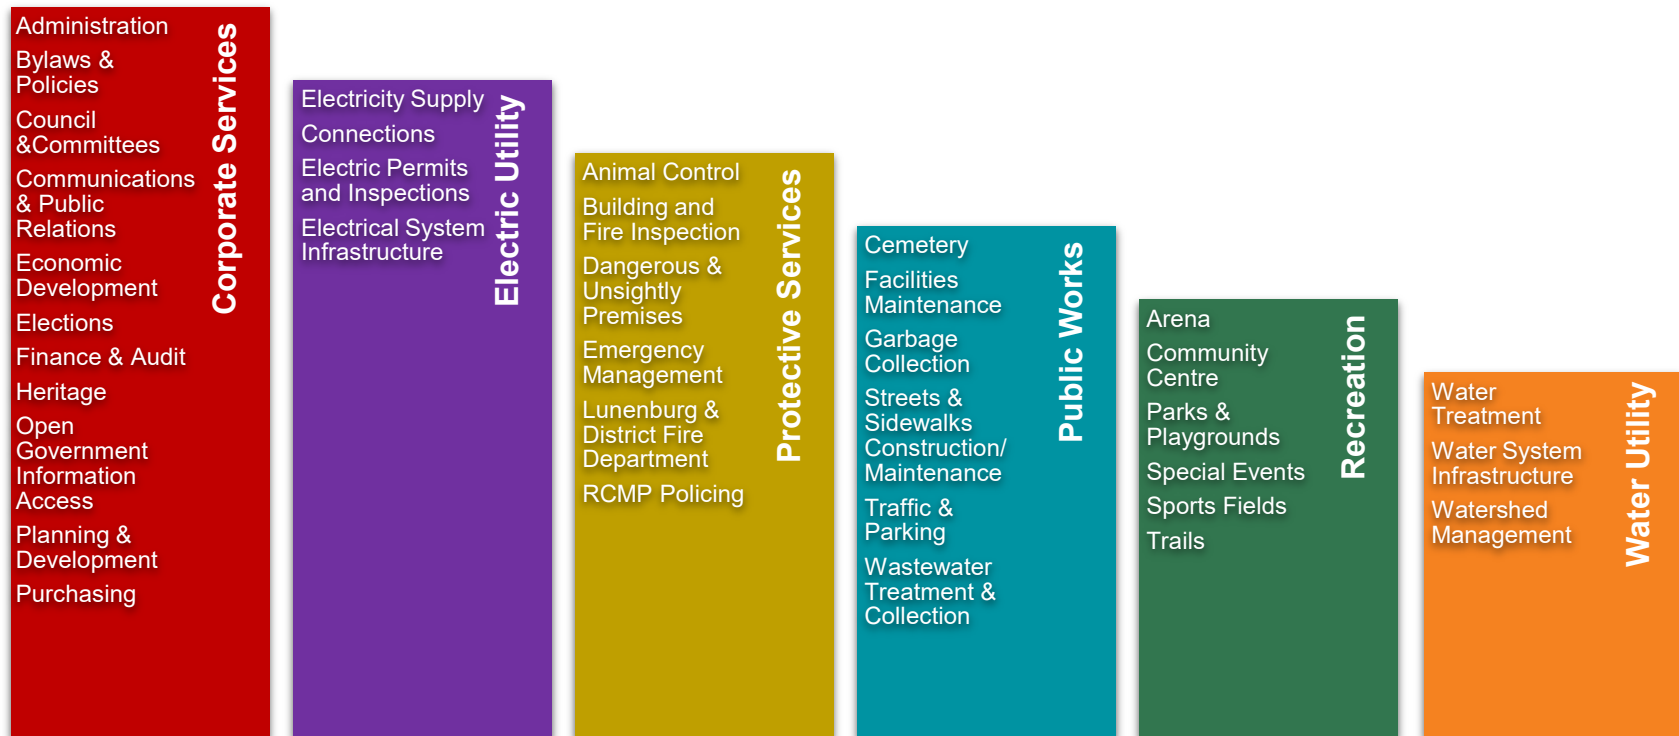 Administration
Bylaws &
Policies
Council
&Committees
Communications
& Public
Relations
Economic
Development
Elections
Finance & Audit
Heritage
Open
Government
Information
Access
Planning &
Development
Purchasing
Corporate Services
Electricity Supply
Connections
Electric Permits
and Inspections
Electrical System
Infrastructure
Electric Utility
Animal Control
Building and
Fire Inspection
Dangerous &
Unsightly
Premises
Emergency
Management
Lunenburg &
District Fire
Department
RCMP Policing
Protective Services
Cemetery
Facilities
Maintenance
Garbage
Collection
Streets &
Sidewalks
Construction/
Maintenance
Traffic &
Parking
Wastewater
Treatment &
Collection
Public Works
Arena
Community
Centre
Parks &
Playgrounds
Special Events
Sports Fields
Trails
Recreation
Water
Treatment
Water System
Infrastructure
Watershed
Management
Water Utility